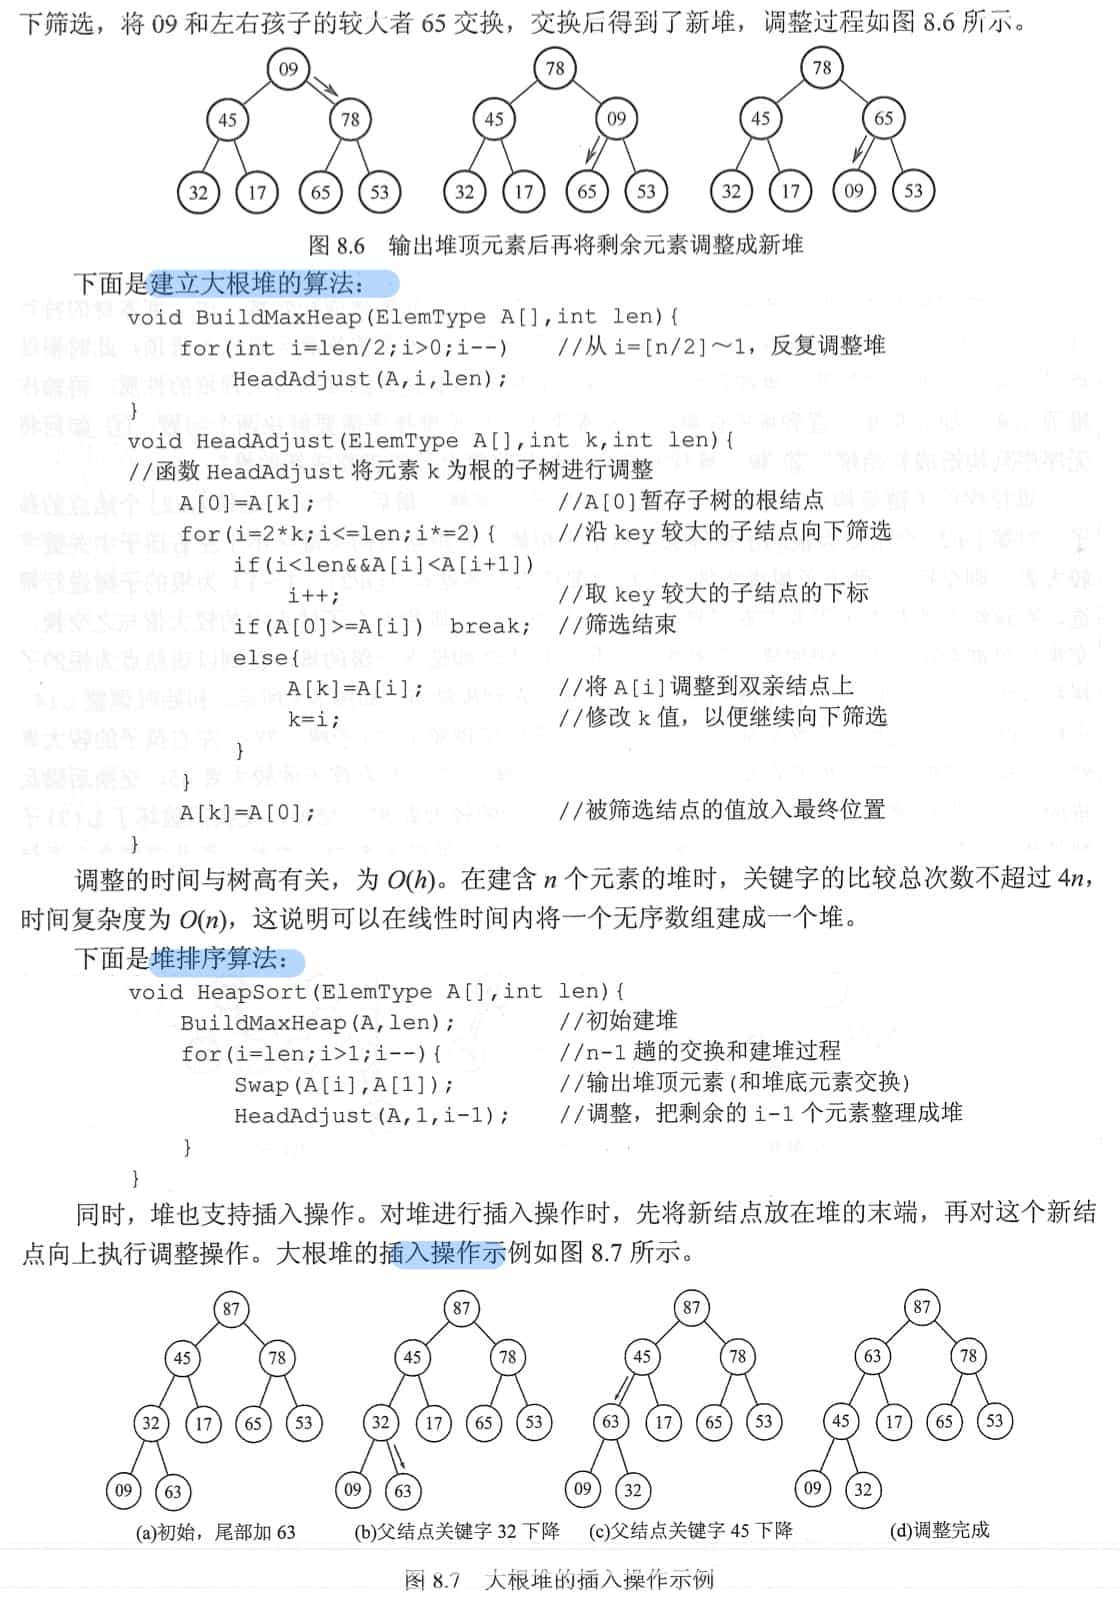 下筛选，将 09 和左右孩子的较大者 65 交换，交换后得到了新堆，调整过程如图 8.6 所示。
09 78 78
45 78 45 09 45 65
32 17 65 53 32 17 65 53 32 17 09 53
图 8.6 输出堆顶元素后再将剩余元素调整成新堆
下面是建立大根堆的算法：
void BuildMaxHeap(ElemType A[],int len){
for(int i=len/2;i>0;i--) //从 i=[n/2]～1，反复调整堆
HeadAdjust(A,i,len);
}
void HeadAdjust(ElemType A[],int k,int len){
//函数 HeadAdjust 将元素 k 为根的子树进行调整
A[0]=A[k]; //A[0]暂存子树的根结点
for(i=2*k;i<=len;i*=2){ //沿 key 较大的子结点向下筛选
if(i<len&&A[i]<A[i+1])
i++; //取 key 较大的子结点的下标
if(A[0]>=A[i]) break; //筛选结束
else{
A[k]=A[i]; //将 A[i]调整到双亲结点上
k=i; //修改 k 值，以便继续向下筛选
}
}
A[k]=A[0]; //被筛选结点的值放入最终位置
}
调整的时间与树高有关，为 O(h)。在建含 n 个元素的堆时，关键字的比较总次数不超过 4n，
时间复杂度为 O(n)，这说明可以在线性时间内将一个无序数组建成一个堆。
下面是堆排序算法：
void HeapSort(ElemType A[],int len){
BuildMaxHeap(A,len); //初始建堆
for(i=len;i>1;i--){ //n-1 趟的交换和建堆过程
Swap(A[i],A[1]); //输出堆顶元素(和堆底元素交换)
HeadAdjust(A,1,i-1); //调整，把剩余的 i-1 个元素整理成堆
}
}
同时，堆也支持插入操作。对堆进行插入操作时，先将新结点放在堆的末端，再对这个新结
点向上执行调整操作。大根堆的插入操作示例如图 8.7 所示。
87 87 87 87
45 78 45 78 45 78 63 78
32 17 65 53 32 17 65 53 63 17 65 53 45 17 65 53
09 63 09 63 09 32 09 32
(a)初始，尾部加 63 (b)父结点关键字 32 下降 (c)父结点关键字 45 下降 (d)调整完成
图 8.7 大根堆的插入操作示例